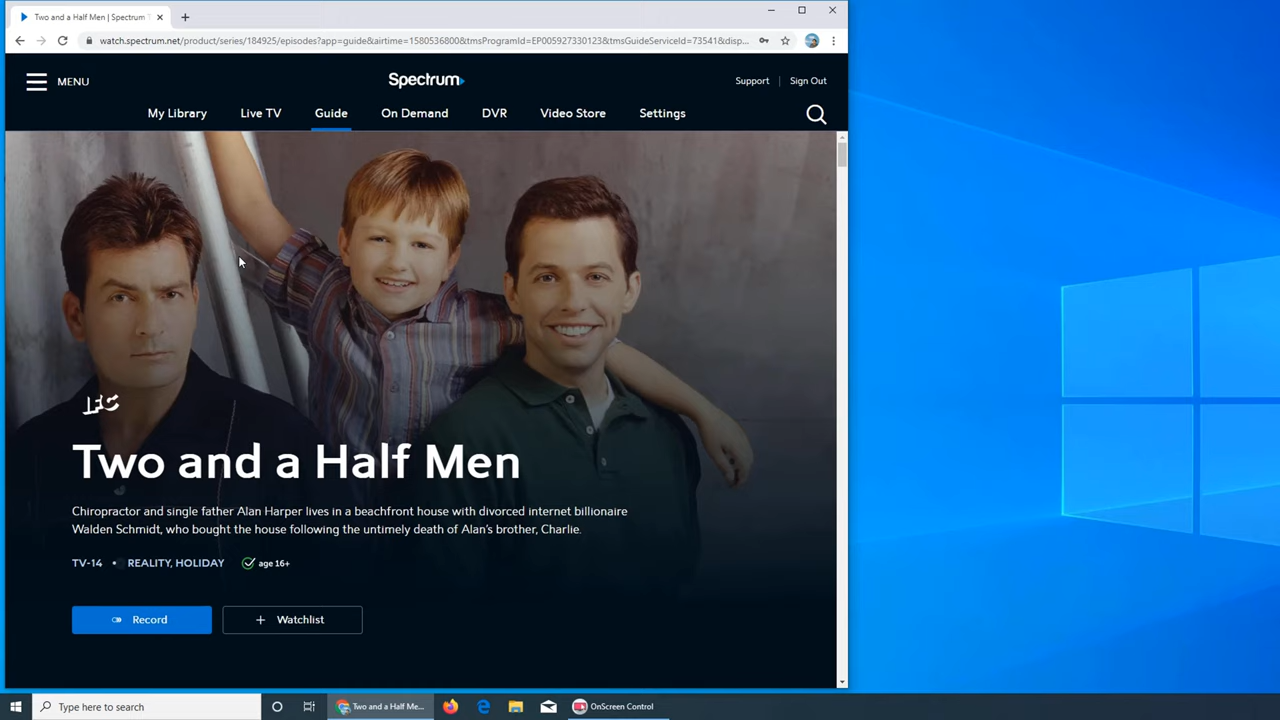 Two and a Half Men | Spectrum T
watch.spectrum.net/product/series/184925/episodes?app=guide&airtime=1580536800&tmsProgramId=EP005927330123&tmsGuideServiceId=73541&disp...
MENU
Spectrum
Support | Sign Out
My Library
Live TV
Guide
On Demand
DVR
Video Store
Settings
IFC
Two and a Half Men
Chiropractor and single father Alan Harper lives in a beachfront house with divorced internet billionaire
Walden Schmidt, who bought the house following the untimely death of Alan's brother, Charlie.
TV-14 • REALITY, HOLIDAY age 16+
Record
+ Watchlist
Type here to search
Two and a Half Me...
OnScreen Control